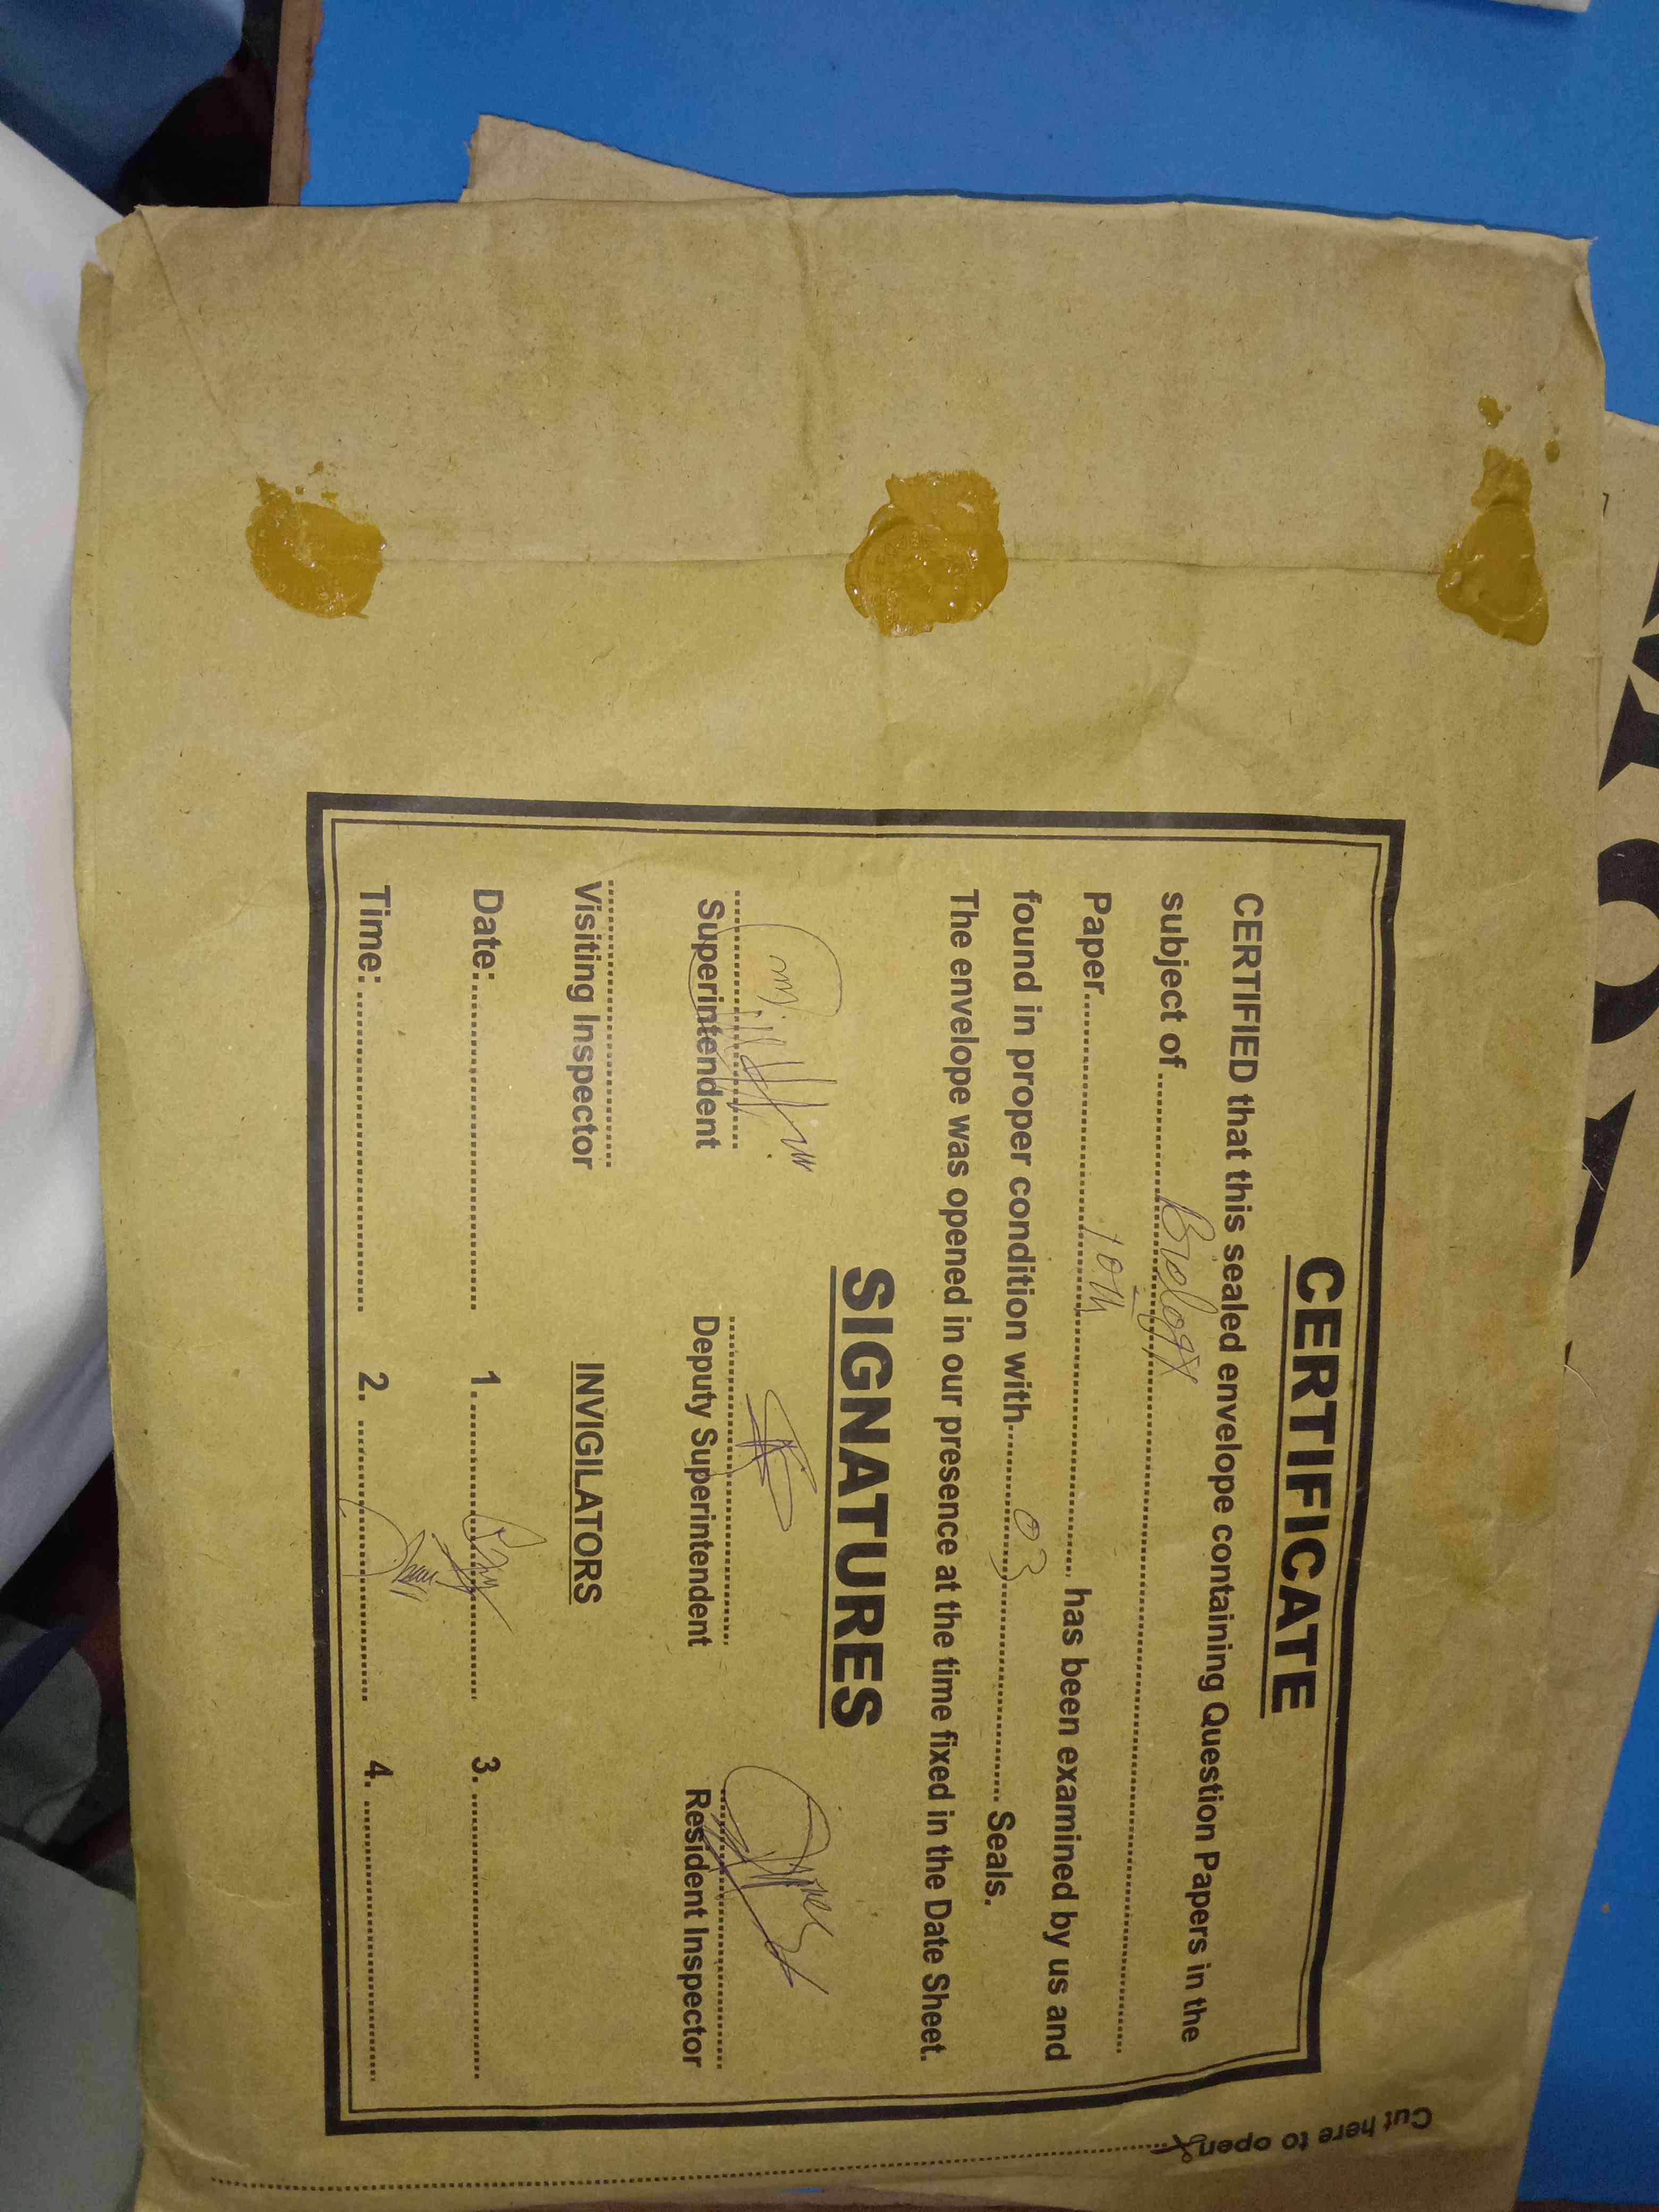 CERTIFICATE
CERTIFIED that this sealed envelope containing Question Papers in the
subject of ........ Biology ........
Paper ........ 10th ........, has been examined by us and
found in proper condition with ........ 03 ........ Seals.
The envelope was opened in our presence at the time fixed in the Date Sheet.
SIGNATURES
Superintendent Deputy Superintendent Resident Inspector
Visiting Inspector INVIGILATORS
Date: ........ 1. ........ 3. ........
Time: ........ 2. ........ 4. ........
Cut here to open